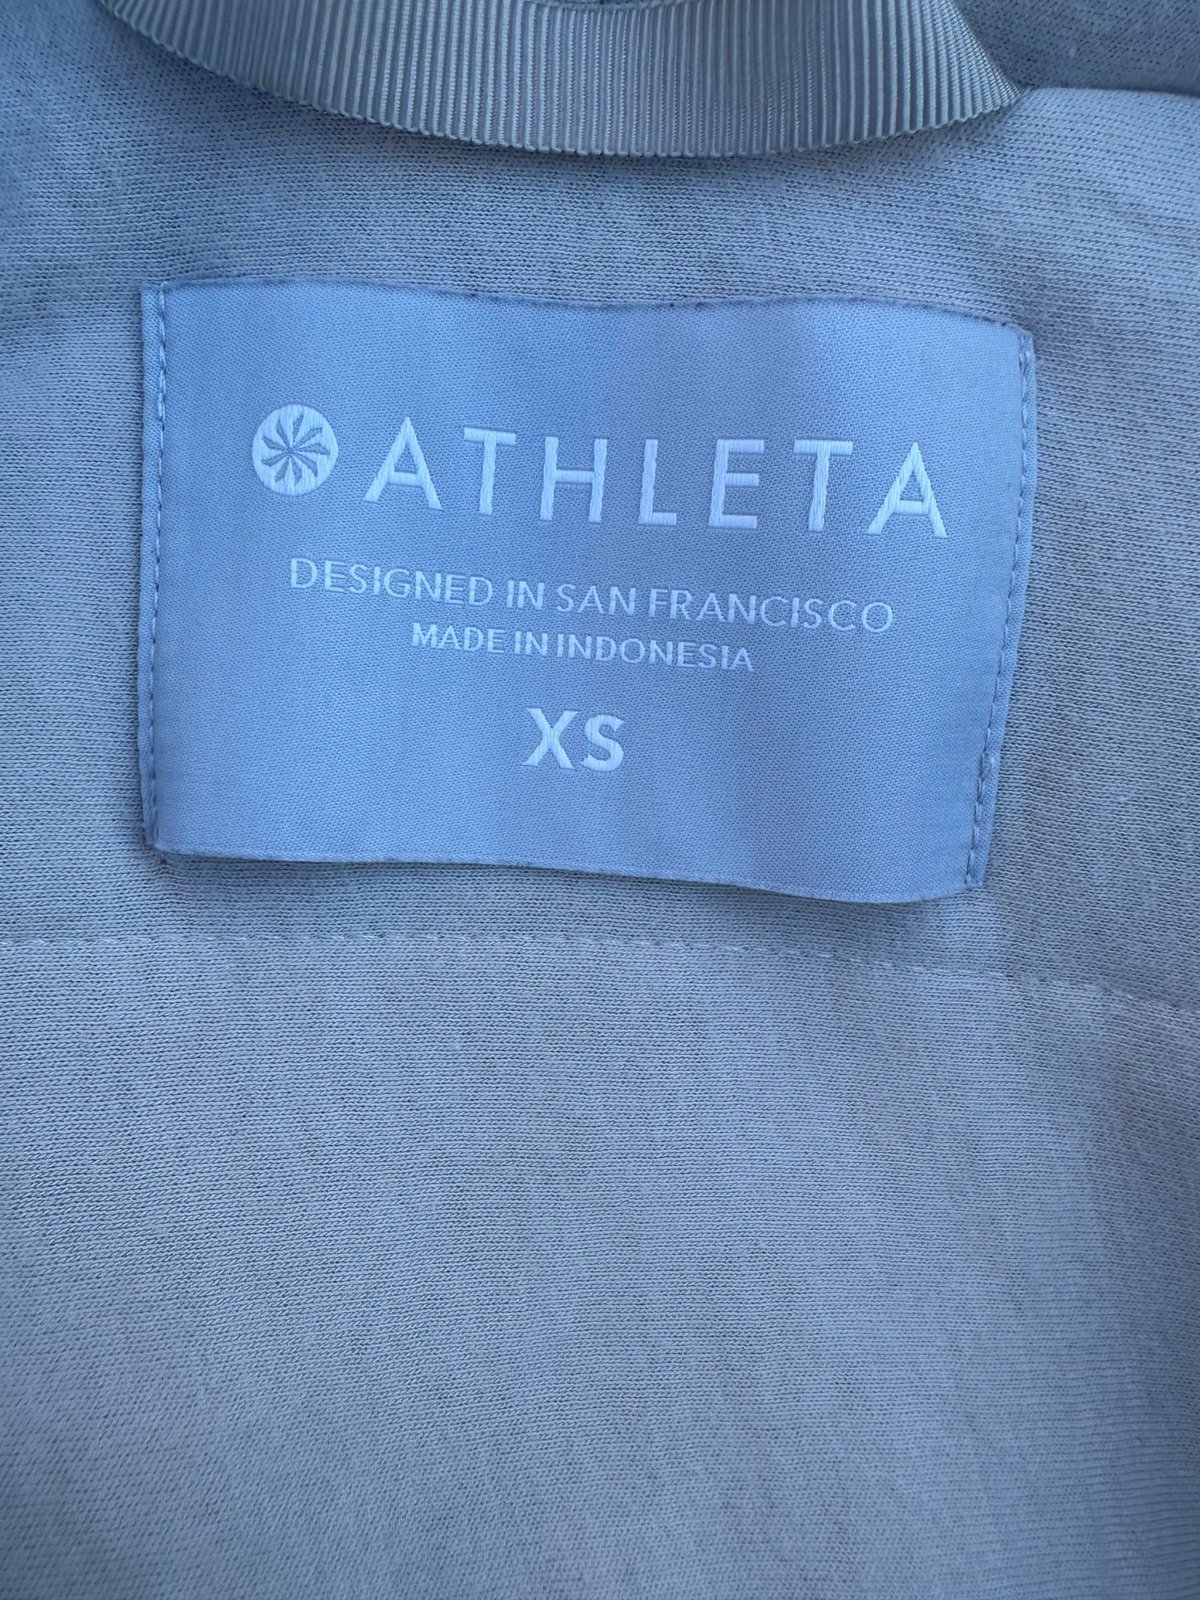 ATHLETA
DESIGNED IN SAN FRANCISCO
MADE IN INDONESIA
XS